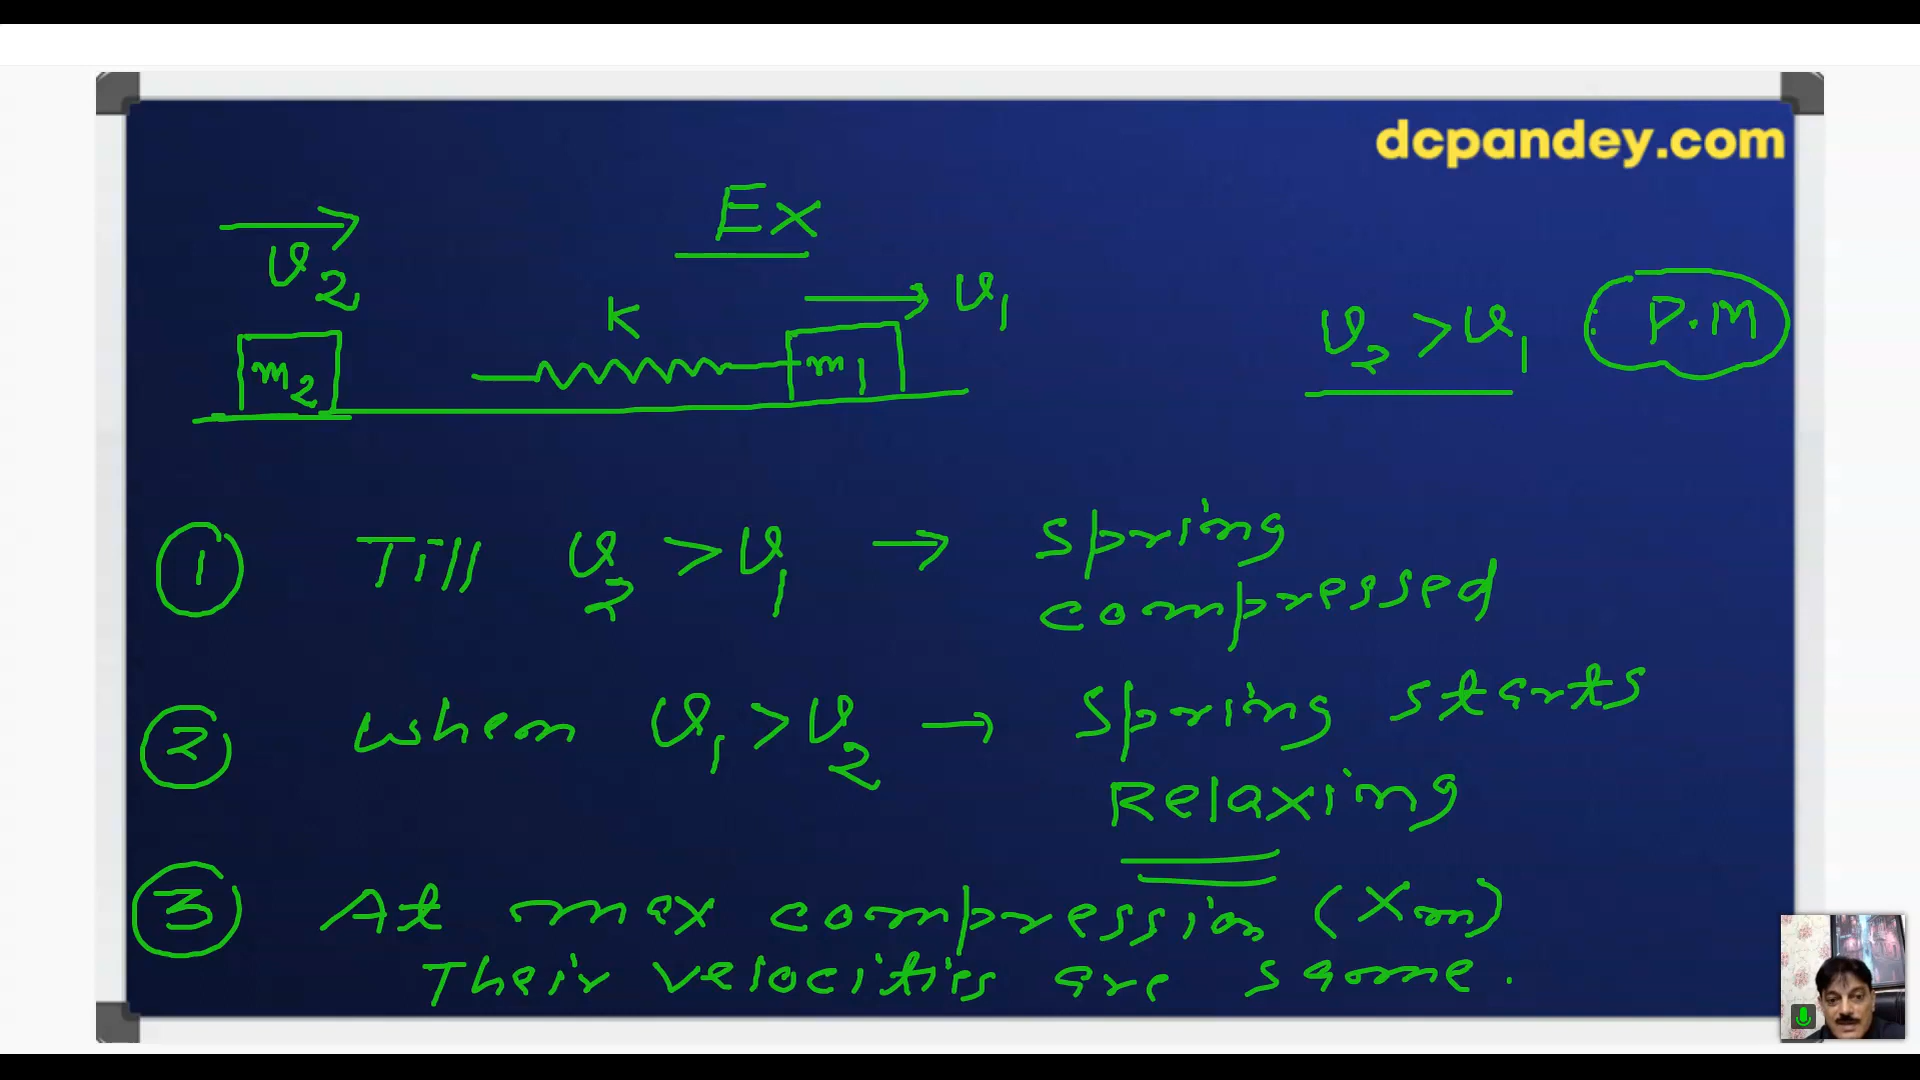 dcpandey.com
Ex
v2
K
v1
m2
m1
v2 > v1
P.M
1 Till v2 > v1 → spring
compressed
2 when v1 > v2 → spring starts
Relaxing
3 At max compression (Xm)
Their velocities are same.